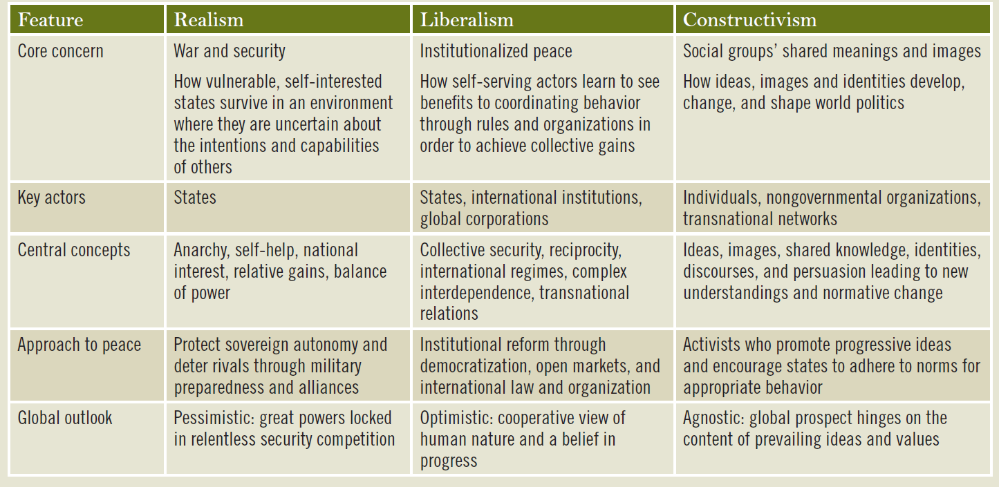 Feature
Realism
Liberalism
Constructivism
Core concern
War and security
How vulnerable, self-interested
states survive in an environment
where they are uncertain about
the intentions and capabilities
of others
Institutionalized peace
How self-serving actors learn to see
benefits to coordinating behavior
through rules and organizations in
order to achieve collective gains
Social groups’ shared meanings and images
How ideas, images and identities develop,
change, and shape world politics
Key actors
States
States, international institutions,
global corporations
Individuals, nongovernmental organizations,
transnational networks
Central concepts
Anarchy, self-help, national
interest, relative gains, balance
of power
Collective security, reciprocity,
international regimes, complex
interdependence, transnational
relations
Ideas, images, shared knowledge, identities,
discourses, and persuasion leading to new
understandings and normative change
Approach to peace
Protect sovereign autonomy and
deter rivals through military
preparedness and alliances
Institutional reform through
democratization, open markets, and
international law and organization
Activists who promote progressive ideas
and encourage states to adhere to norms for
appropriate behavior
Global outlook
Pessimistic: great powers locked
in relentless security competition
Optimistic: cooperative view of
human nature and a belief in
progress
Agnostic: global prospect hinges on the
content of prevailing ideas and values